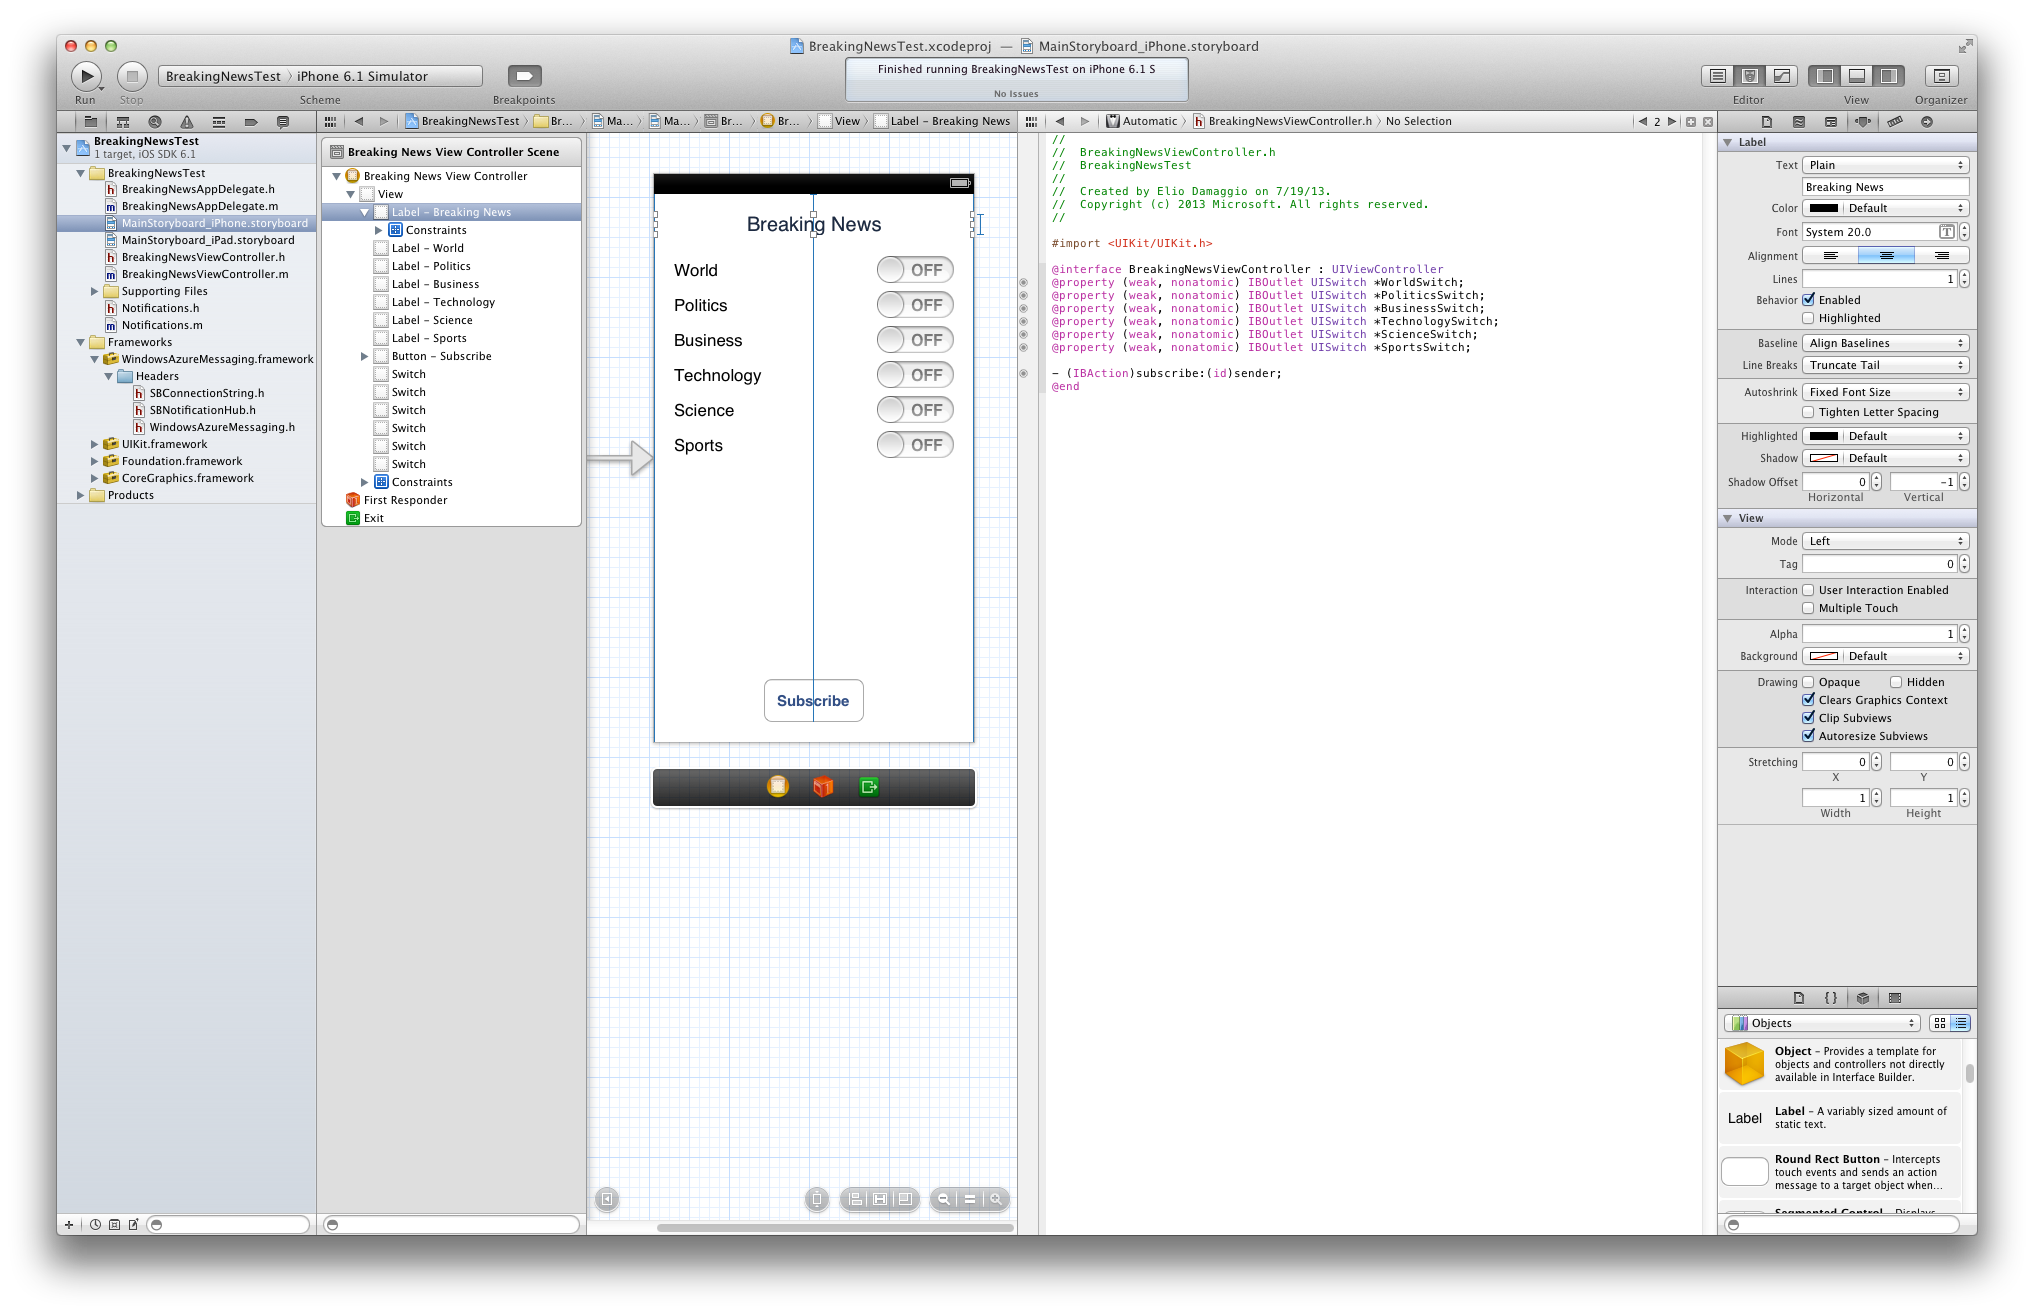 BreakingNewsTest.xcodeproj — MainStoryboard_iPhone.storyboard
BreakingNewsTest 〉 iPhone 6.1 Simulator
Finished running BreakingNewsTest on iPhone 6.1 S
No Issues
Run Stop Scheme Breakpoints Editor View Organizer
BreakingNewsTest 〉 Br... 〉 Ma... 〉 Ma... 〉 Br... 〉 Br... 〉 View 〉 Label – Breaking News
Automatic 〉 BreakingNewsViewController.h 〉 No Selection
2
BreakingNewsTest
1 target, iOS SDK 6.1
BreakingNewsTest
BreakingNewsAppDelegate.h
BreakingNewsAppDelegate.m
MainStoryboard_iPhone.storyboard
MainStoryboard_iPad.storyboard
BreakingNewsViewController.h
BreakingNewsViewController.m
Supporting Files
Notifications.h
Notifications.m
Frameworks
WindowsAzureMessaging.framework
Headers
SBConnectionString.h
SBNotificationHub.h
WindowsAzureMessaging.h
UIKit.framework
Foundation.framework
CoreGraphics.framework
Products
Breaking News View Controller Scene
Breaking News View Controller
View
Label – Breaking News
Constraints
Label – World
Label – Politics
Label – Business
Label – Technology
Label – Science
Label – Sports
Button – Subscribe
Switch
Switch
Switch
Switch
Switch
Switch
Constraints
First Responder
Exit
Breaking News
World OFF
Politics OFF
Business OFF
Technology OFF
Science OFF
Sports OFF
Subscribe
//
//  BreakingNewsViewController.h
//  BreakingNewsTest
//
//  Created by Elio Damaggio on 7/19/13.
//  Copyright (c) 2013 Microsoft. All rights reserved.
//
#import <UIKit/UIKit.h>
@interface BreakingNewsViewController : UIViewController
@property (weak, nonatomic) IBOutlet UISwitch *WorldSwitch;
@property (weak, nonatomic) IBOutlet UISwitch *PoliticsSwitch;
@property (weak, nonatomic) IBOutlet UISwitch *BusinessSwitch;
@property (weak, nonatomic) IBOutlet UISwitch *TechnologySwitch;
@property (weak, nonatomic) IBOutlet UISwitch *ScienceSwitch;
@property (weak, nonatomic) IBOutlet UISwitch *SportsSwitch;
- (IBAction)subscribe:(id)sender;
@end
Label
Text Plain
Breaking News
Color Default
Font System 20.0 T
Alignment
Lines 1
Behavior Enabled
Highlighted
Baseline Align Baselines
Line Breaks Truncate Tail
Autoshrink Fixed Font Size
Tighten Letter Spacing
Highlighted Default
Shadow Default
Shadow Offset 0 -1
Horizontal Vertical
View
Mode Left
Tag 0
Interaction User Interaction Enabled
Multiple Touch
Alpha 1
Background Default
Drawing Opaque Hidden
Clears Graphics Context
Clip Subviews
Autoresize Subviews
Stretching 0 0
X Y
1 1
Width Height
{ }
Objects
Object – Provides a template for
objects and controllers not directly
available in Interface Builder.
Label
Label – A variably sized amount of
static text.
Round Rect Button – Intercepts
touch events and sends an action
message to a target object when...
Segmented Control – Displays